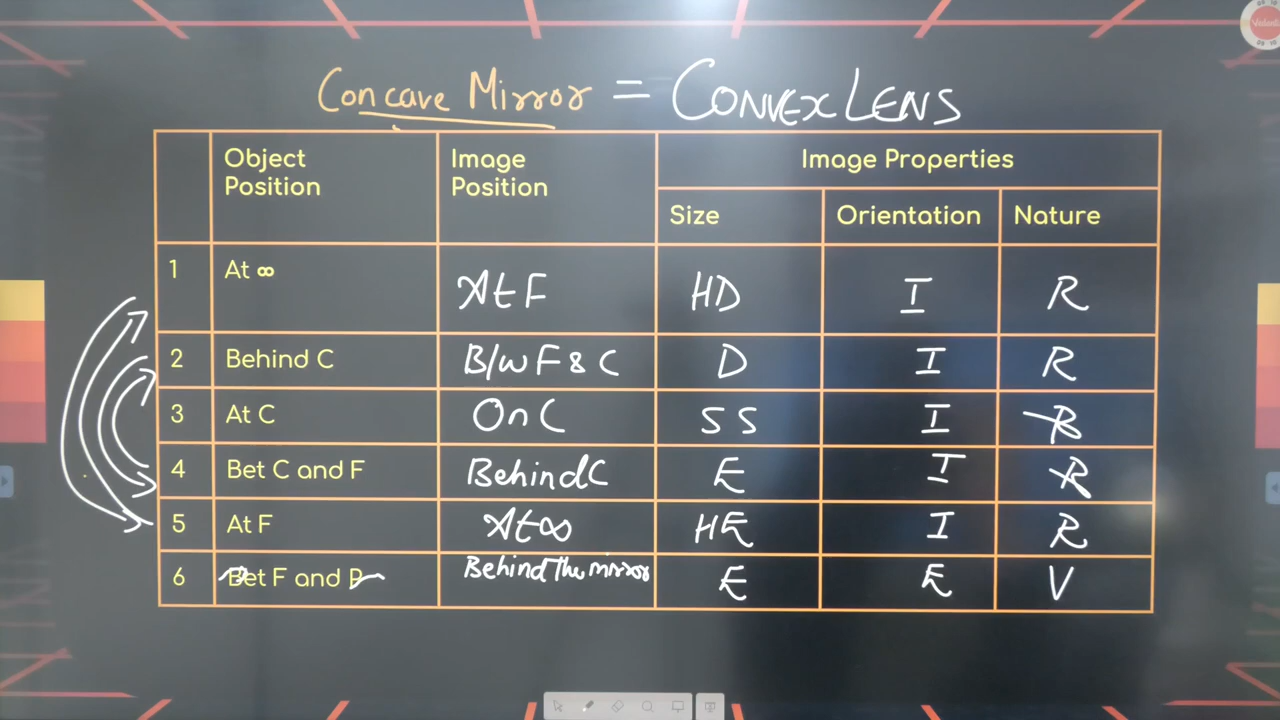 Concave Mirror = CONVEX LENS
Object Position
Image Position
Image Properties
Size
Orientation
Nature
1 At ∞ At F HD I R
2 Behind C B/w F & C D I R
3 At C On C SS I R
4 Bet C and F Behind C E I R
5 At F At ∞ HE I R
6 Bet F and P Behind The mirror E E V